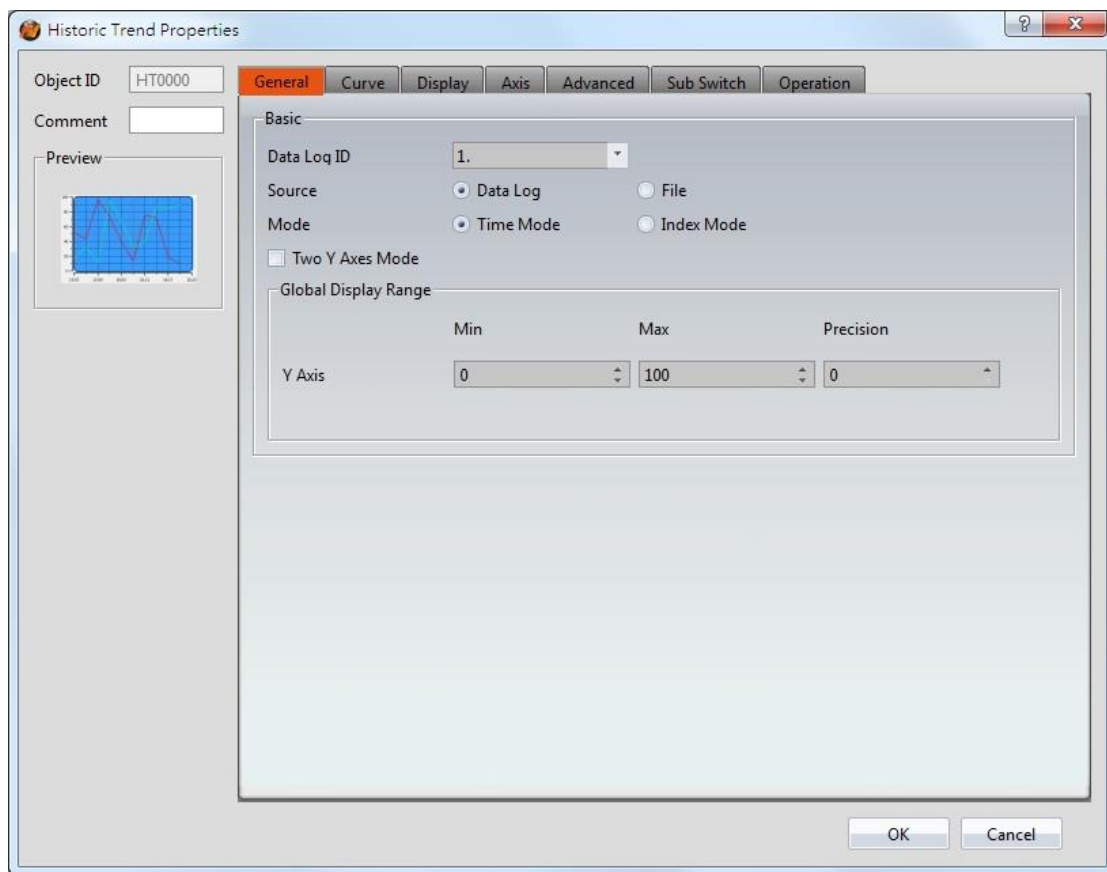 Historic Trend Properties
Object ID HT0000
Comment
Preview
General Curve Display Axis Advanced Sub Switch Operation
Basic
Data Log ID 1.
Source Data Log File
Mode Time Mode Index Mode
Two Y Axes Mode
Global Display Range
Min Max Precision
Y Axis 0 100 0
OK Cancel